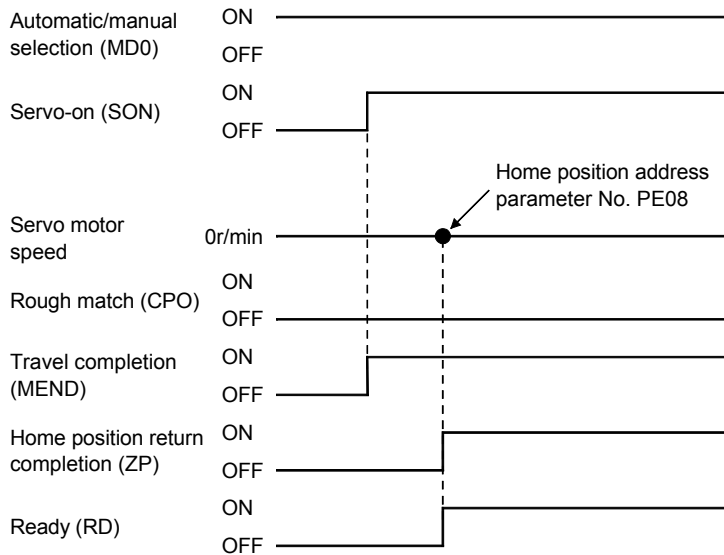 Automatic/manual
selection (MD0)
ON
OFF
Servo-on (SON)
ON
OFF
Home position address
parameter No. PE08
Servo motor
speed
0r/min
Rough match (CPO)
ON
OFF
Travel completion
(MEND)
ON
OFF
Home position return
completion (ZP)
ON
OFF
Ready (RD)
ON
OFF